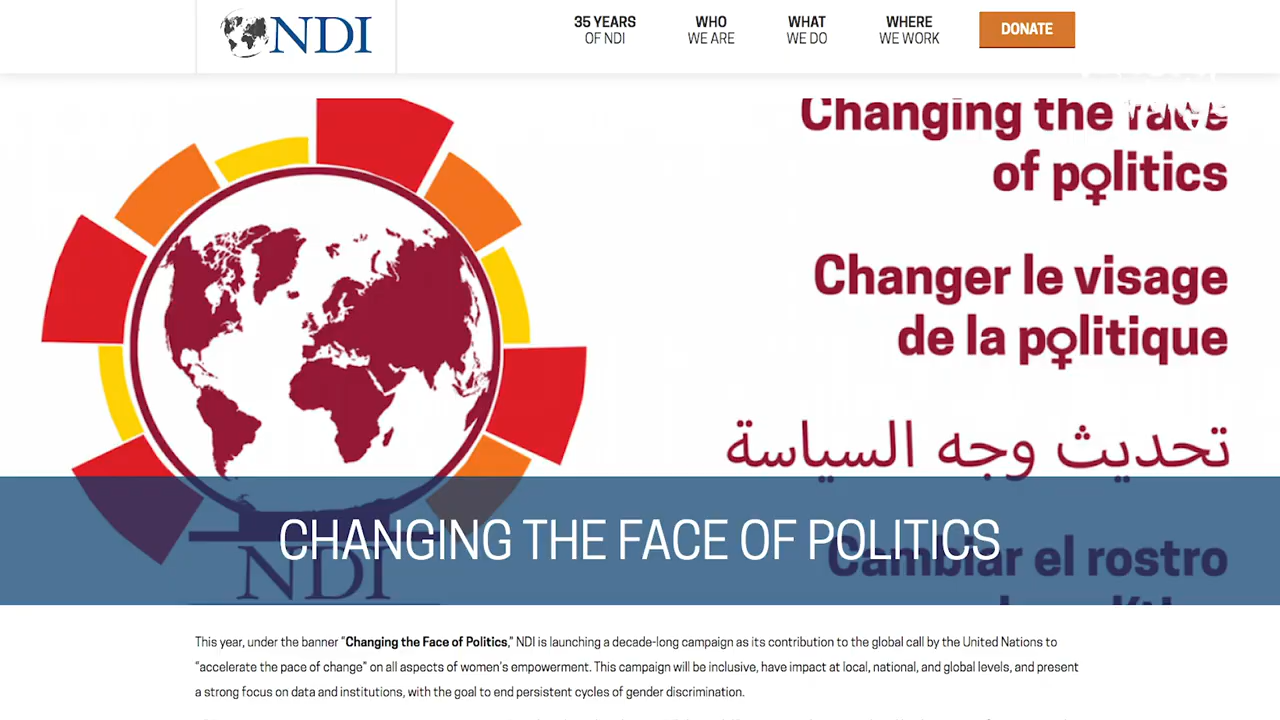 NDI
35 YEARS
OF NDI
WHO
WE ARE
WHAT
WE DO
WHERE
WE WORK
DONATE
Changing the face
of politics
Changer le visage
de la politique
تحديث وجه السياسة
Cambiar el rostro
NDI
CHANGING THE FACE OF POLITICS
This year, under the banner “Changing the Face of Politics,” NDI is launching a decade-long campaign as its contribution to the global call by the United Nations to
“accelerate the pace of change” on all aspects of women's empowerment. This campaign will be inclusive, have impact at local, national, and global levels, and present
a strong focus on data and institutions, with the goal to end persistent cycles of gender discrimination.